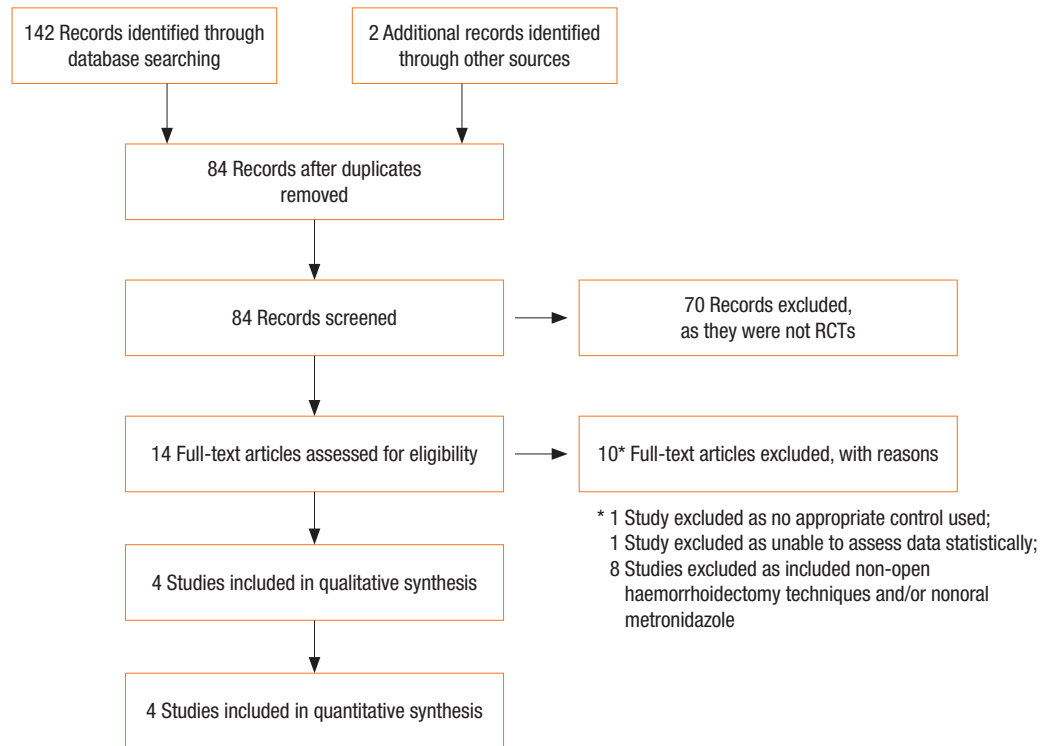 142 Records identified through
database searching
2 Additional records identified
through other sources
84 Records after duplicates
removed
84 Records screened
70 Records excluded,
as they were not RCTs
14 Full-text articles assessed for eligibility
10* Full-text articles excluded, with reasons
* 1 Study excluded as no appropriate control used;
1 Study excluded as unable to assess data statistically;
8 Studies excluded as included non-open
haemorrhoidectomy techniques and/or nonoral
metronidazole
4 Studies included in qualitative synthesis
4 Studies included in quantitative synthesis